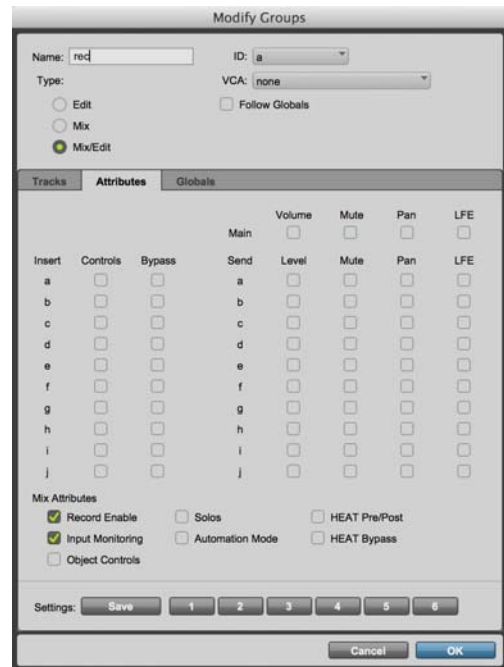 Modify Groups
Name: rec ID: a
Type: VCA: none
Edit Follow Globals
Mix
Mix/Edit
Tracks Attributes Globals
Volume Mute Pan LFE
Main
Insert Controls Bypass Send Level Mute Pan LFE
a a
b b
c c
d d
e e
f f
g g
h h
i i
j j
Mix Attributes
Record Enable Solos HEAT Pre/Post
Input Monitoring Automation Mode HEAT Bypass
Object Controls
Settings: Save 1 2 3 4 5 6
Cancel OK